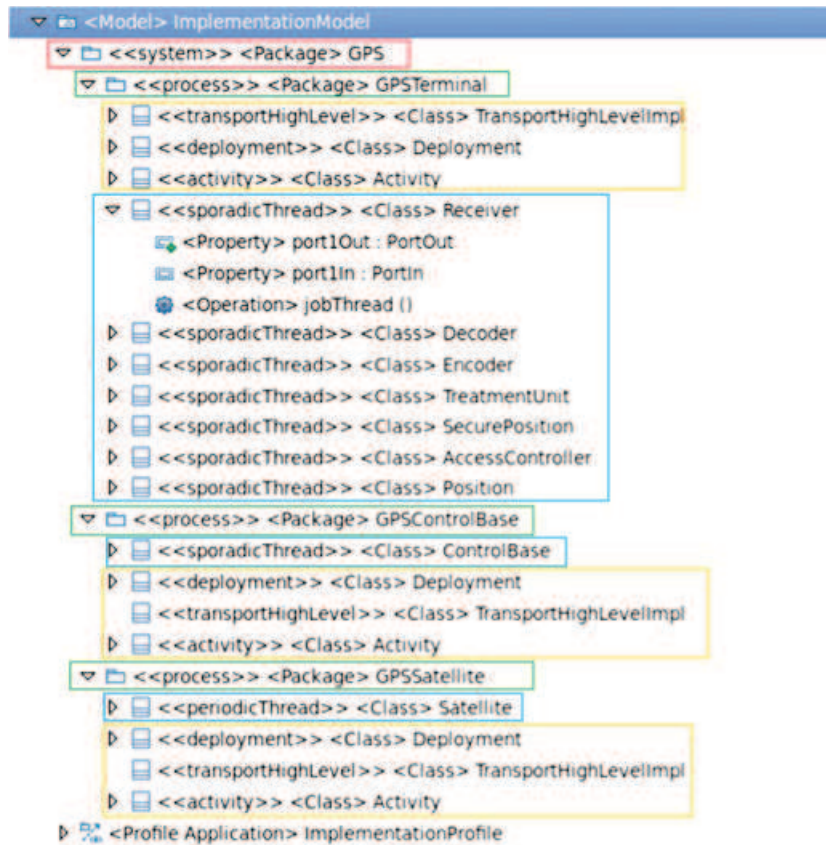 <Model> ImplementationModel
<<system>> <Package> GPS
<<process>> <Package> GPSTerminal
<<transportHighLevel>> <Class> TransportHighLevelImpl
<<deployment>> <Class> Deployment
<<activity>> <Class> Activity
<<sporadicThread>> <Class> Receiver
<Property> port1Out : PortOut
<Property> port1In : PortIn
<Operation> jobThread ()
<<sporadicThread>> <Class> Decoder
<<sporadicThread>> <Class> Encoder
<<sporadicThread>> <Class> TreatmentUnit
<<sporadicThread>> <Class> SecurePosition
<<sporadicThread>> <Class> AccessController
<<sporadicThread>> <Class> Position
<<process>> <Package> GPSControlBase
<<sporadicThread>> <Class> ControlBase
<<deployment>> <Class> Deployment
<<transportHighLevel>> <Class> TransportHighLevelImpl
<<activity>> <Class> Activity
<<process>> <Package> GPSSatellite
<<periodicThread>> <Class> Satellite
<<deployment>> <Class> Deployment
<<transportHighLevel>> <Class> TransportHighLevelImpl
<<activity>> <Class> Activity
<Profile Application> ImplementationProfile